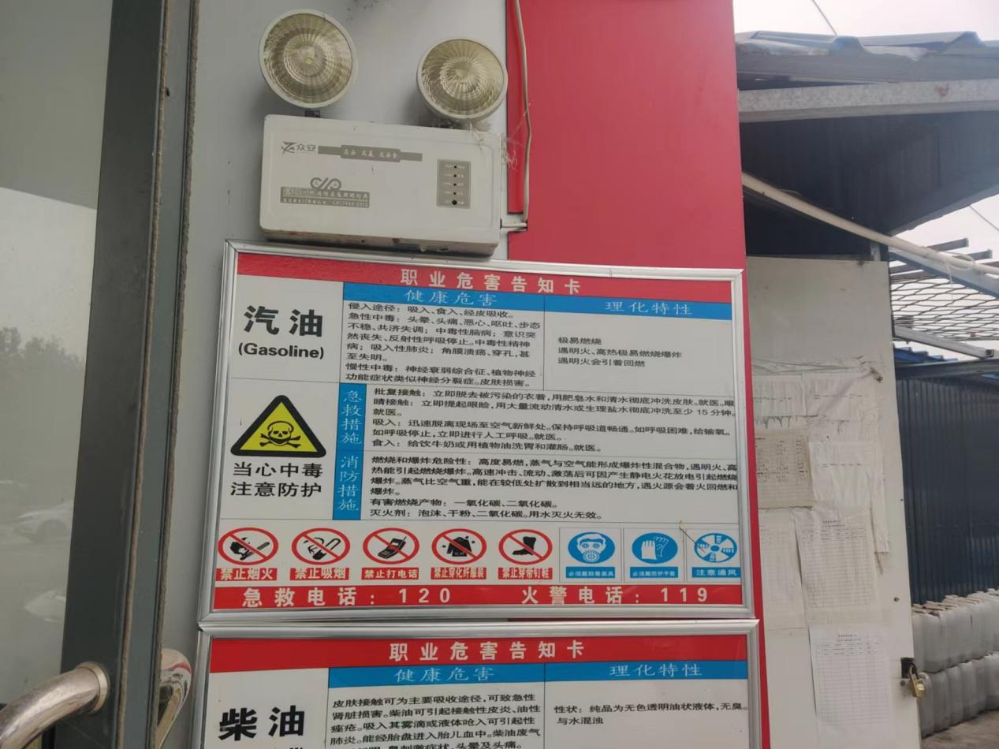 众安
众安 众赢 众安全
消防应急照明灯具
GB17945-2010
职业危害告知卡
汽油
(Gasoline)
健康危害
侵入途径：吸入、食入、经皮吸收。
急性中毒：头晕、头痛、恶心、呕吐、步态
不稳、共济失调；中毒性脑病；意识突
然丧失、反射性呼吸停止。中毒性精神
病；吸入性肺炎；角膜溃疡、穿孔，甚
至失明。
慢性中毒：神经衰弱综合征、植物神经
功能症状类似神经分裂症。皮肤损害。
理化特性
极易燃烧
遇明火、高热极易燃烧爆炸
遇明火会引着回燃
当心中毒
注意防护
急救措施
批复接触：立即脱去被污染的衣着，用肥皂水和清水彻底冲洗皮肤。就医。眼
睛接触：立即提起眼睑，用大量流动清水或生理盐水彻底冲洗至少15分钟。
就医。
吸入：迅速脱离现场至空气新鲜处。保持呼吸道畅通。如呼吸困难，给输氧。
如呼吸停止，立即进行人工呼吸。就医。
食入：给饮牛奶或用植物油洗胃和灌肠。就医。
消防措施
燃烧和爆炸危险性：高度易燃，蒸气与空气能形成爆炸性混合物，遇明火、高
热能引起燃烧爆炸。高速冲击、流动、激荡后可因产生静电火花放电引起燃烧
爆炸。蒸气比空气重，能在较低处扩散到相当远的地方，遇火源会着火回燃和
爆炸。
有害燃烧产物：一氧化碳、二氧化碳。
灭火剂：泡沫、干粉、二氧化碳。用水灭火无效。
禁止烟火
禁止吸烟
禁止打电话
禁止穿化纤服装
禁止穿带钉鞋
必须戴防毒面具
必须戴防护手套
注意通风
急救电话：120 火警电话：119
职业危害告知卡
柴油
健康危害
皮肤接触可为主要吸收途径，可致急性
肾脏损害。柴油可引起接触性皮炎、油性
痤疮。吸入其雾滴或液体呛入可引起性
肺炎。能经胎盘进入胎儿血中。柴油废气
鼻刺激症状，头晕及头痛。
理化特性
性状：纯品为无色透明油状液体，无臭。
与水混浊